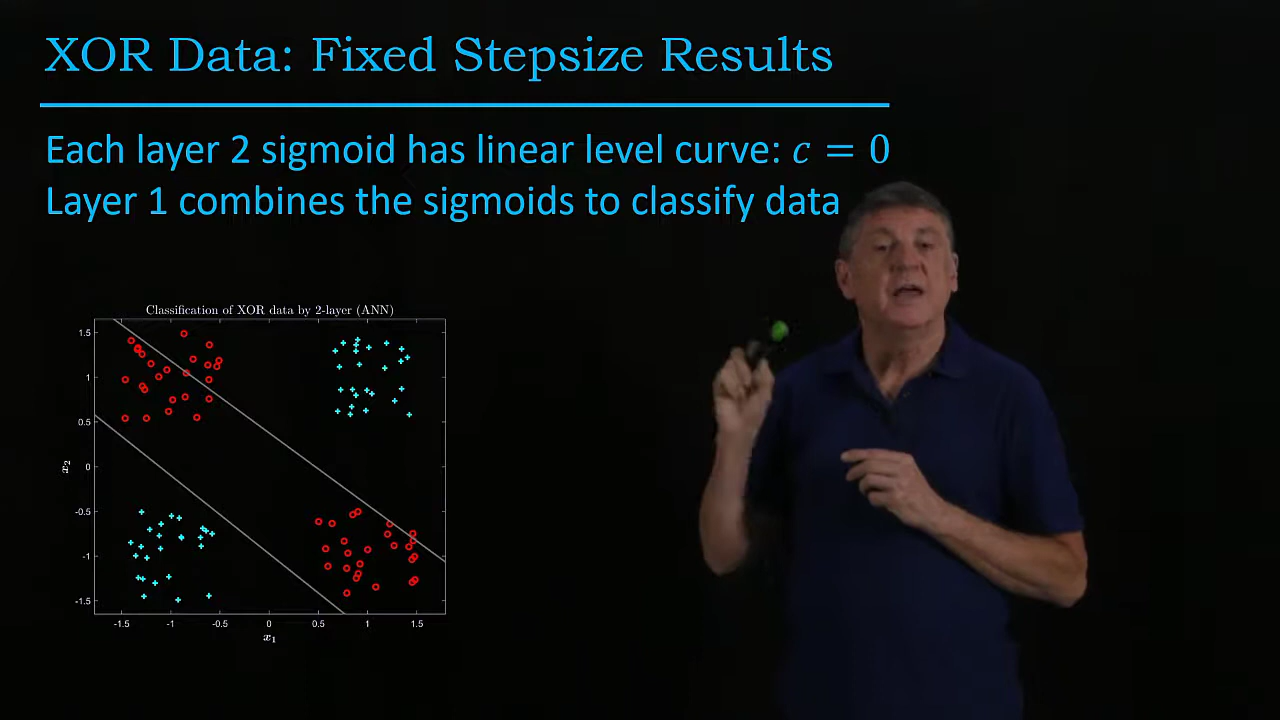 XOR Data: Fixed Stepsize Results
Each layer 2 sigmoid has linear level curve: c = 0
Layer 1 combines the sigmoids to classify data
Classification of XOR data by 2-layer (ANN)
1.5
1
0.5
0
-0.5
-1
-1.5
x₂
-1.5 -1 -0.5 0 0.5 1 1.5
x₁